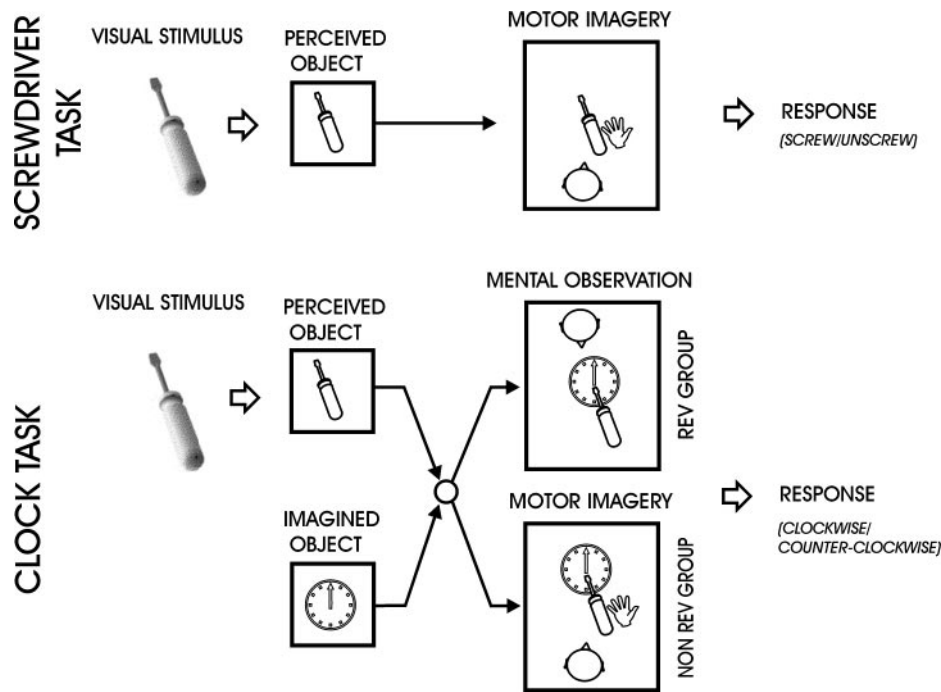 SCREWDRIVER
TASK
VISUAL STIMULUS
PERCEIVED
OBJECT
MOTOR IMAGERY
RESPONSE
(SCREW/UNSCREW)
CLOCK TASK
VISUAL STIMULUS
PERCEIVED
OBJECT
IMAGINED
OBJECT
MENTAL OBSERVATION
REV GROUP
MOTOR IMAGERY
NON REV GROUP
RESPONSE
(CLOCKWISE/
COUNTER-CLOCKWISE)